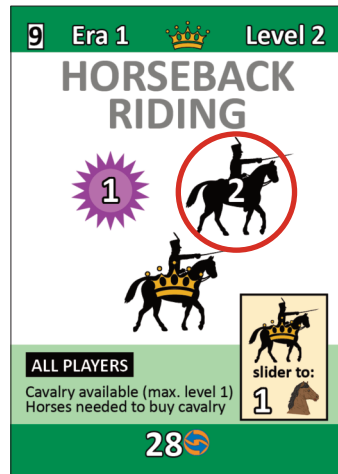 9 Era 1 Level 2
HORSEBACK
RIDING
1
2
ALL PLAYERS
Cavalry available (max. level 1)
Horses needed to buy cavalry
slider to:
1
28